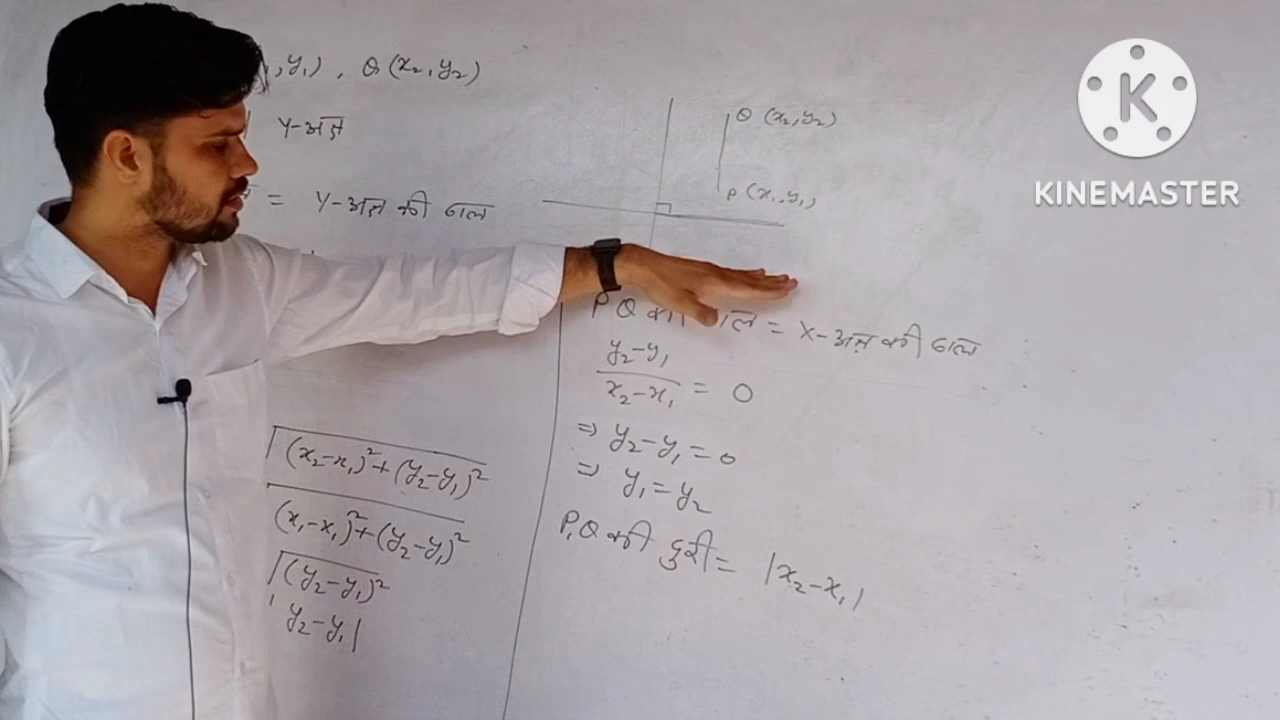 , y₁) , Q (x₂, y₂)
Y-अक्ष
= Y-अक्ष की ढाल
√(x₂-x₁)²+(y₂-y₁)²
(x₁-x₁)²+(y₂-y₁)²
√(y₂-y₁)²
y₂-y₁|
Q (x₂, y₂)
P (x₁, y₁)
PQ की ढाल = X-अक्ष की ढाल
y₂-y₁/x₂-x₁ = 0
⇒ y₂-y₁ = 0
⇒ y₁ = y₂
P,Q की दुरी = |x₂-x₁|
K
KINEMASTER